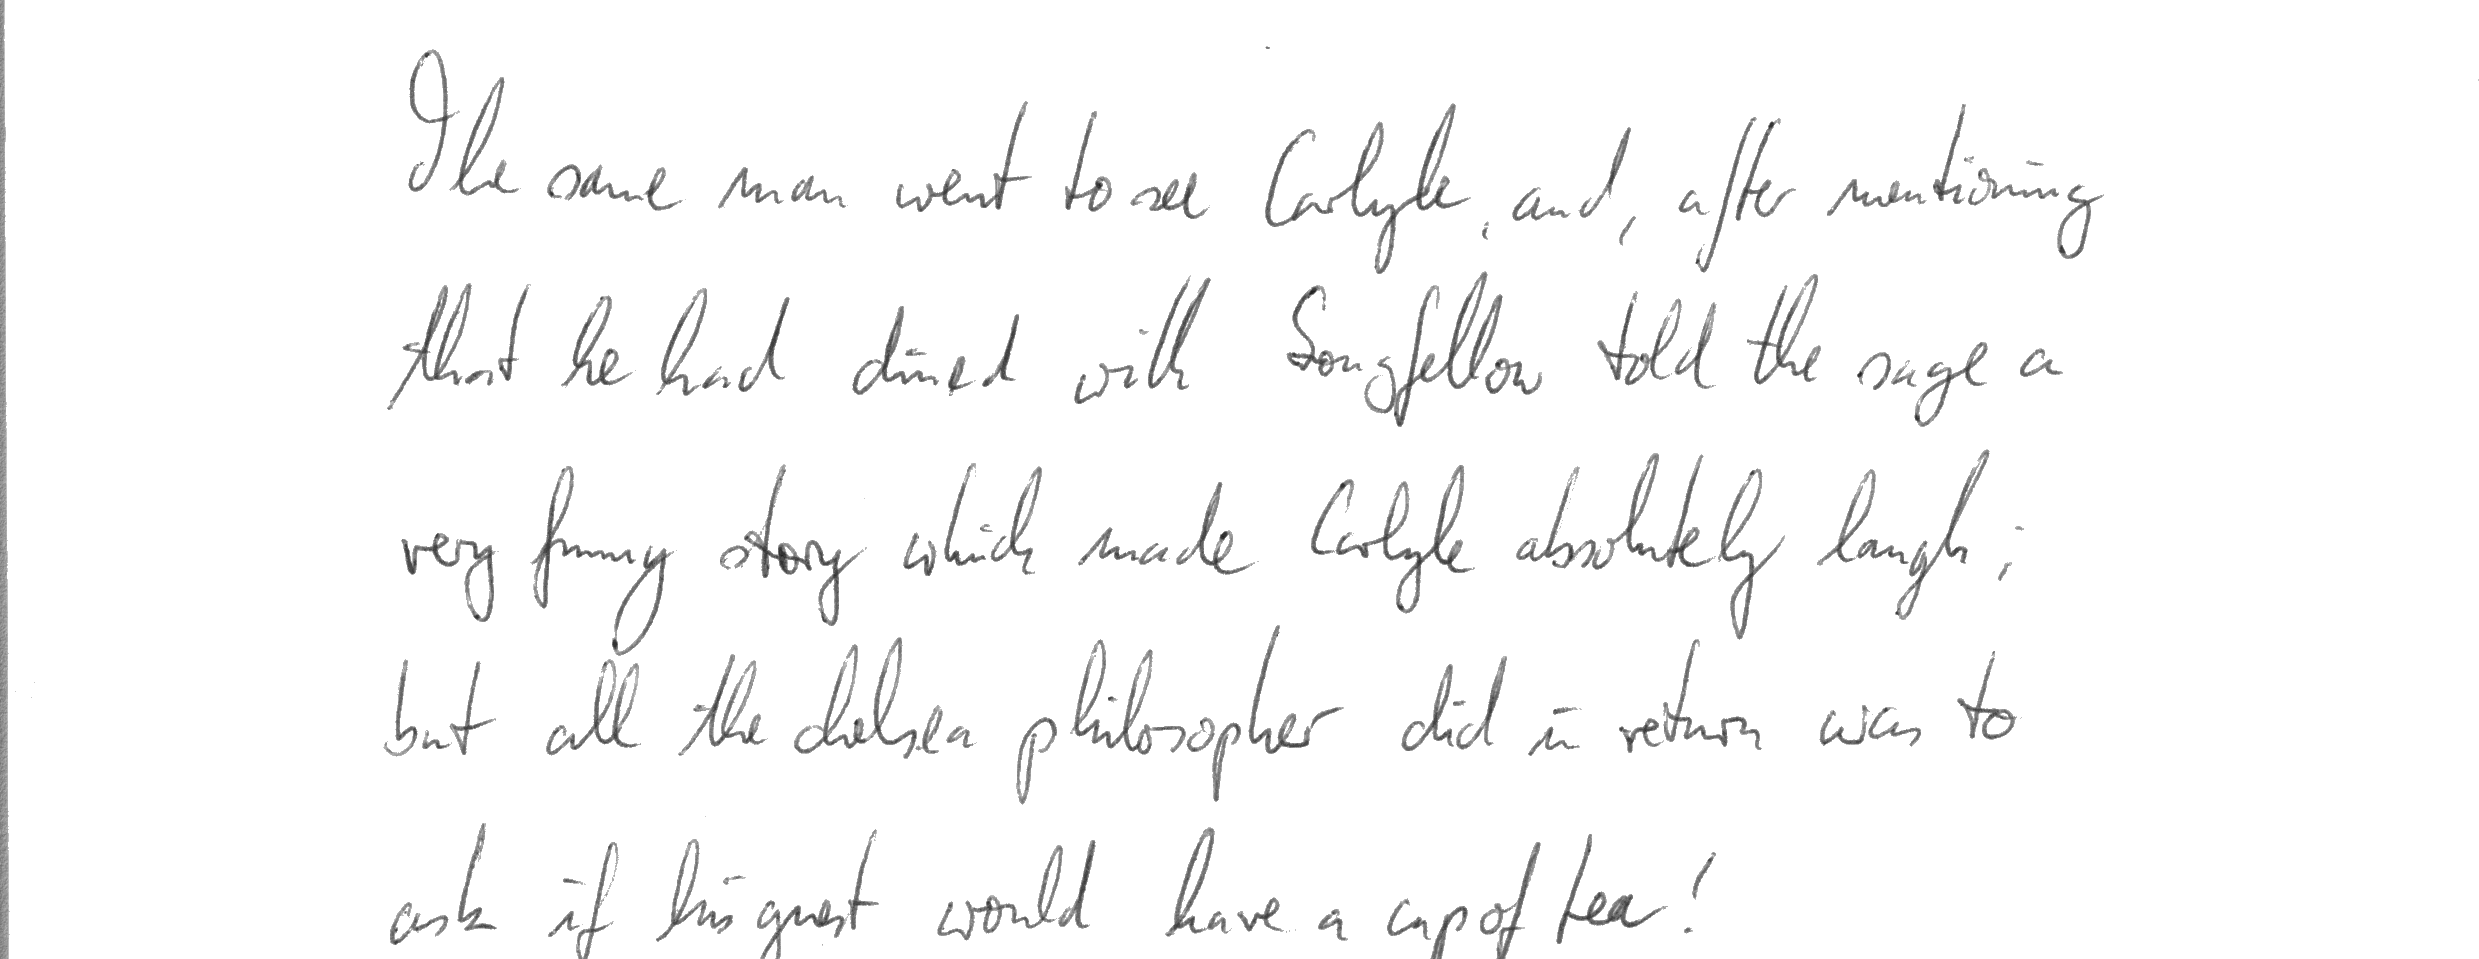 The same man went to see Carlyle, and, after mentioning
that he had dined with Longfellow told the sage a
very funny story which made Carlyle absolutely laugh;
but all the chelsea philosopher did in return was to
ask if his guest would have a cup of tea!